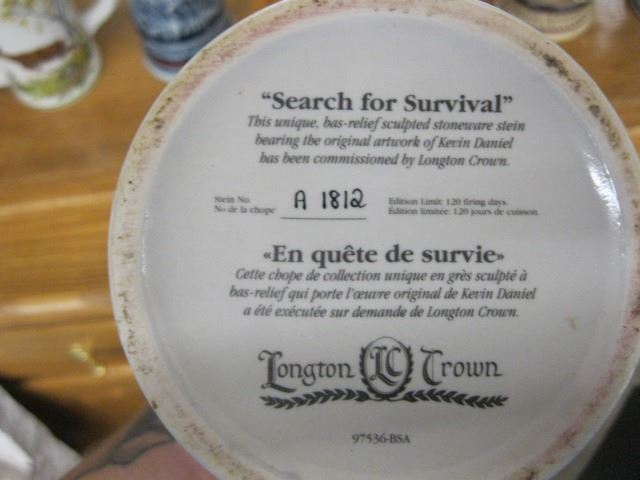 "Search for Survival"
This unique, bas-relief sculpted stoneware stein
bearing the original artwork of Kevin Daniel
has been commissioned by Longton Crown.
Stein No. A 1812 Edition Limit: 120 firing days.
No de la chope Édition limitée: 120 jours de cuisson.
«En quête de survie»
Cette chope de collection unique en grès sculpté à
bas-relief qui porte l'œuvre original de Kevin Daniel
a été exécutée sur demande de Longton Crown.
Longton LC Crown
97536-BSA